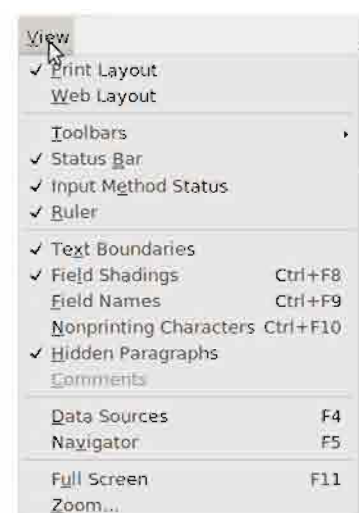 View
✓ Print Layout
Web Layout
Toolbars
✓ Status Bar
✓ Input Method Status
✓ Ruler
✓ Text Boundaries
✓ Field Shadings Ctrl+F8
Field Names Ctrl+F9
Nonprinting Characters Ctrl+F10
✓ Hidden Paragraphs
Comments
Data Sources F4
Navigator F5
Full Screen F11
Zoom...